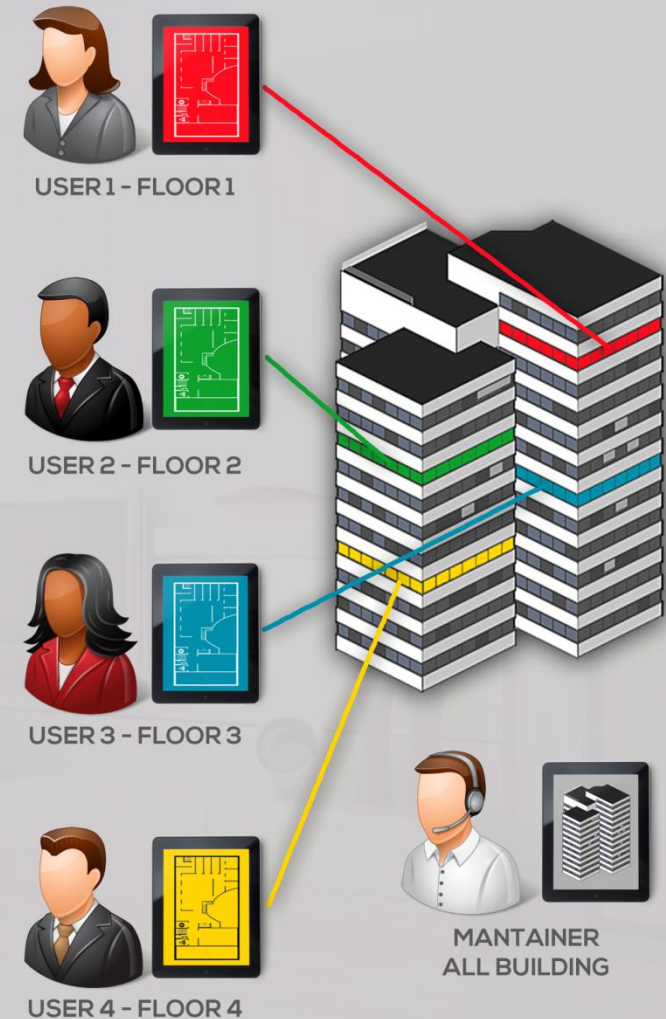 USER 1 - FLOOR 1
USER 2 - FLOOR 2
USER 3 - FLOOR 3
MANTAINER
ALL BUILDING
USER 4 - FLOOR 4